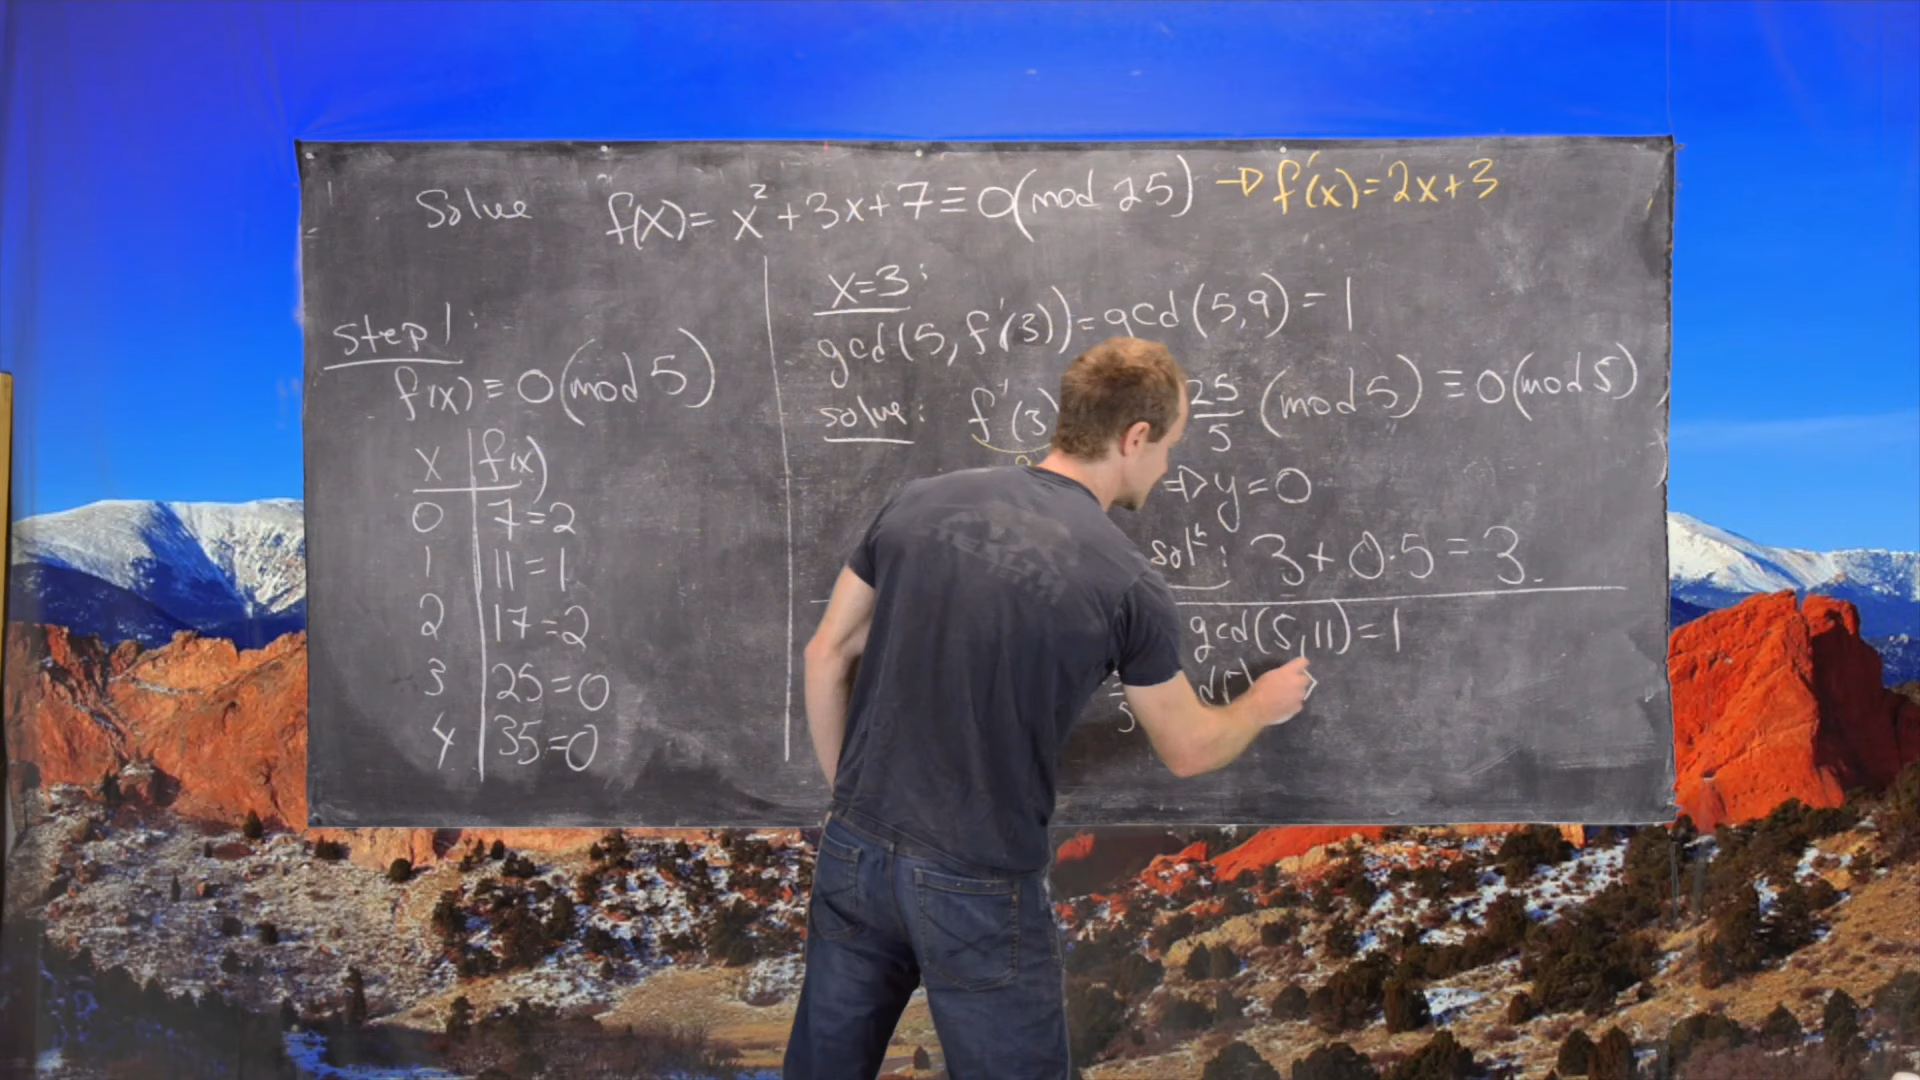 Solve f(x) = x² + 3x + 7 ≡ 0 (mod 25) → f'(x) = 2x + 3
Step 1:
f(x) ≡ 0 (mod 5)
x f(x)
0 7 = 2
1 11 = 1
2 17 = 2
3 25 = 0
4 35 = 0
x = 3:
gcd(5, f'(3)) = gcd(5, 9) = 1
solve: f'(3) 25/5 (mod 5) ≡ 0 (mod 5)
⇒ y = 0
solⁿ: 3 + 0·5 = 3.
gcd(5, 11) = 1
5